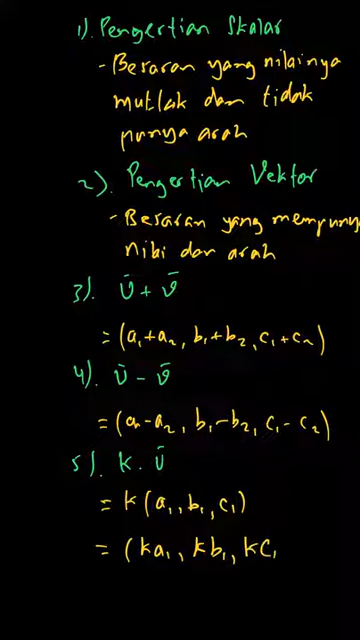 1). Pengertian Skalar
- Besaran yang nilainya
mutlak dan tidak
punya arah
2). Pengertian Vektor
- Besaran yang mempunya
nilai dan arah
3). Ū + v̄
= (a₁+a₂, b₁+b₂, c₁+c₂)
4). Ū - v̄
= (a₁-a₂, b₁-b₂, c₁-c₂)
5). k . Ū
= k(a₁, b₁, c₁)
= (ka₁, kb₁, kc₁